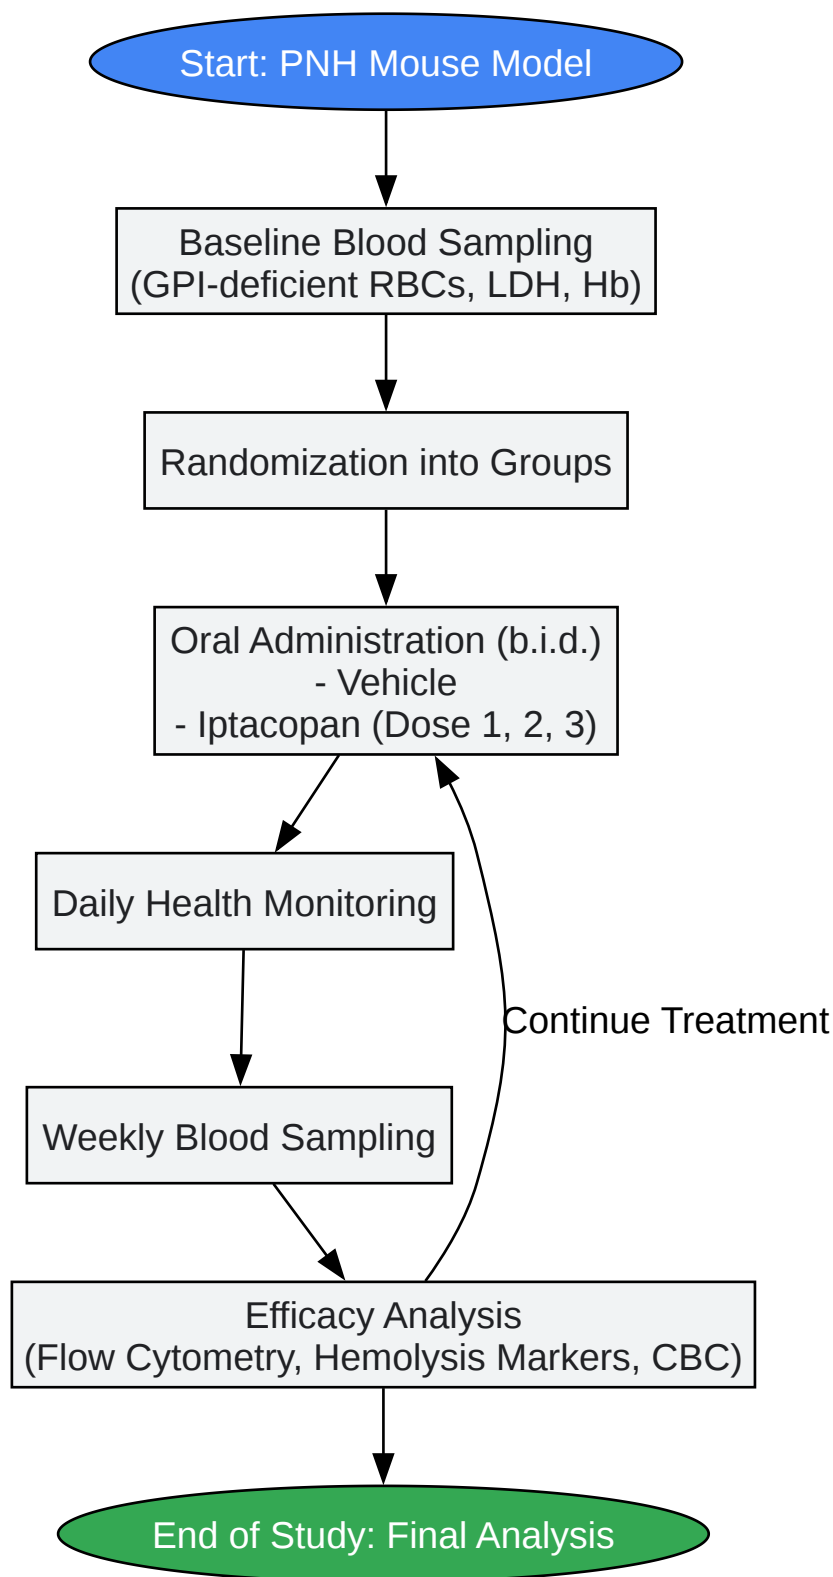 Start: PNH Mouse Model
Baseline Blood Sampling
(GPI-deficient RBCs, LDH, Hb)
Randomization into Groups
Oral Administration (b.i.d.)
- Vehicle
- Iptacopan (Dose 1, 2, 3)
Daily Health Monitoring
Continue Treatment
Weekly Blood Sampling
Efficacy Analysis
(Flow Cytometry, Hemolysis Markers, CBC)
End of Study: Final Analysis